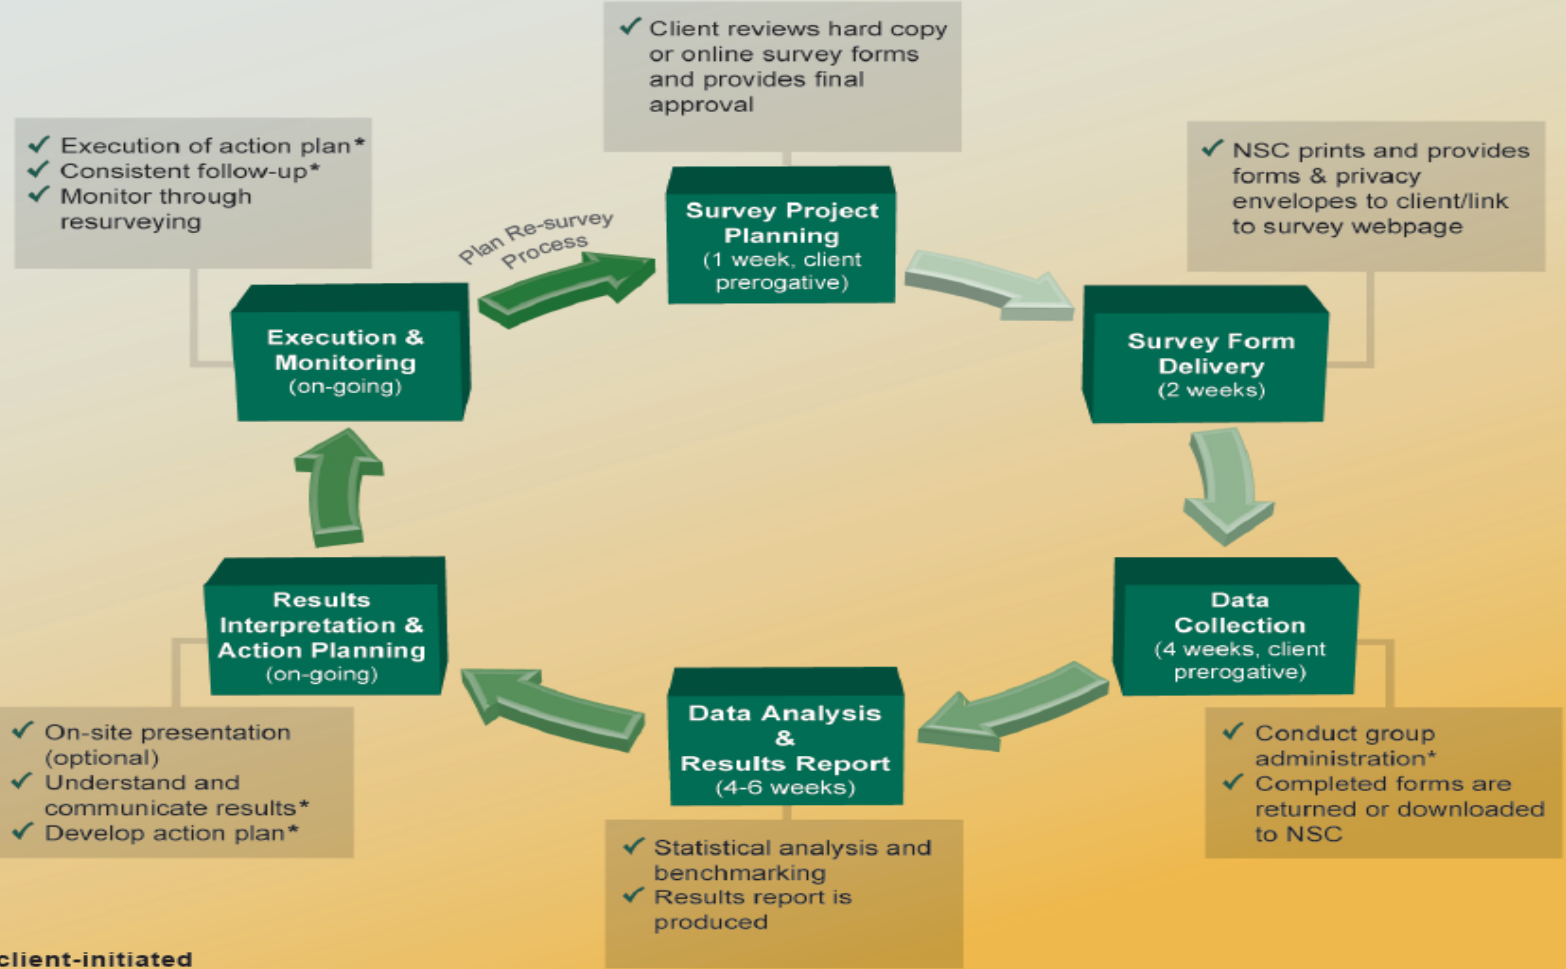 ✓ Client reviews hard copy
or online survey forms
and provides final
approval
✓ Execution of action plan*
✓ Consistent follow-up*
✓ Monitor through
resurveying
✓ NSC prints and provides
forms & privacy
envelopes to client/link
to survey webpage
Plan Re-survey
Process
Survey Project
Planning
(1 week, client
prerogative)
Execution &
Monitoring
(on-going)
Survey Form
Delivery
(2 weeks)
Results
Interpretation &
Action Planning
(on-going)
Data
Collection
(4 weeks, client
prerogative)
Data Analysis
&
Results Report
(4-6 weeks)
✓ On-site presentation
(optional)
✓ Understand and
communicate results*
✓ Develop action plan*
✓ Conduct group
administration*
✓ Completed forms are
returned or downloaded
to NSC
✓ Statistical analysis and
benchmarking
✓ Results report is
produced
client-initiated